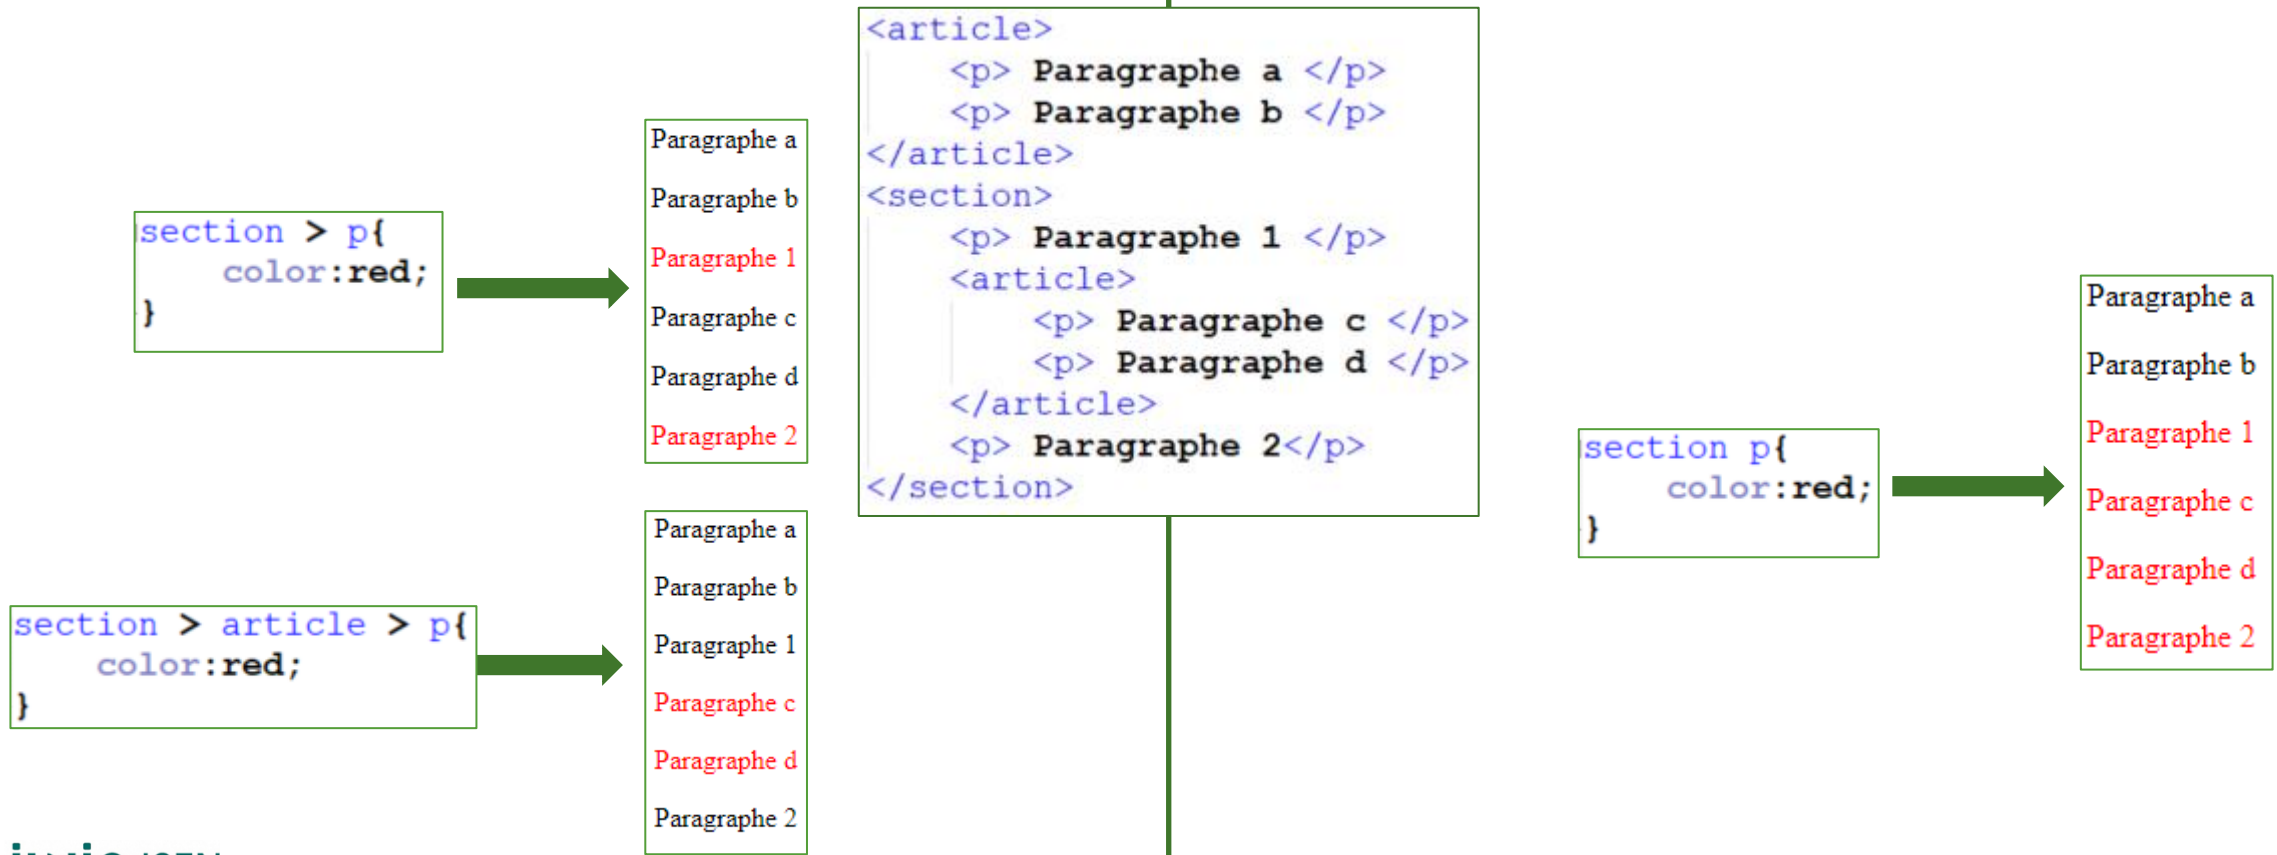 section > p{
color:red;
}
Paragraphe a
Paragraphe b
Paragraphe 1
Paragraphe c
Paragraphe d
Paragraphe 2
section > article > p{
color:red;
}
Paragraphe a
Paragraphe b
Paragraphe 1
Paragraphe c
Paragraphe d
Paragraphe 2
<article>
<p> Paragraphe a </p>
<p> Paragraphe b </p>
</article>
<section>
<p> Paragraphe 1 </p>
<article>
<p> Paragraphe c </p>
<p> Paragraphe d </p>
</article>
<p> Paragraphe 2</p>
</section>
section p{
color:red;
}
Paragraphe a
Paragraphe b
Paragraphe 1
Paragraphe c
Paragraphe d
Paragraphe 2